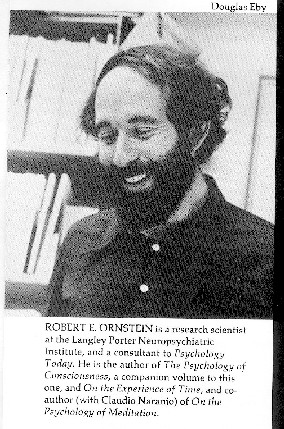 Douglas Eby
ROBERT E. ORNSTEIN is a research scientist
at the Langley Porter Neuropsychiatric
Institute, and a consultant to Psychology
Today. He is the author of The Psychology of
Consciousness, a companion volume to this
one, and On the Experience of Time, and co-
author (with Claudio Naranjo) of On the
Psychology of Meditation.